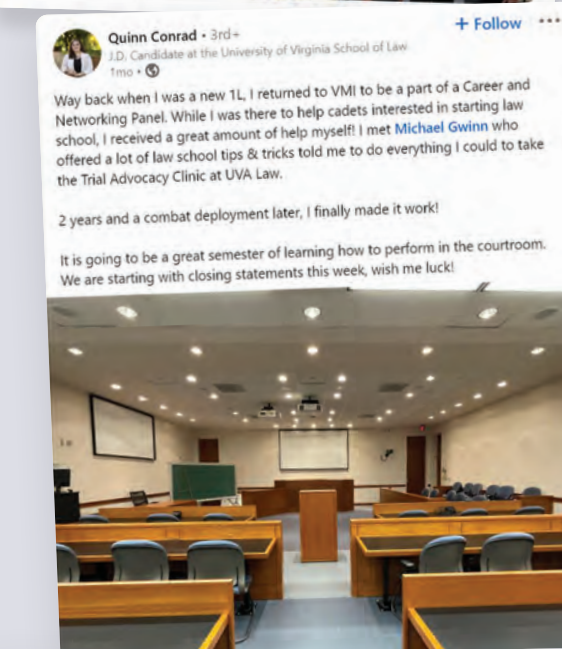 Quinn Conrad • 3rd+
+ Follow
J.D. Candidate at the University of Virginia School of Law
1mo •
Way back when I was a new 1L, I returned to VMI to be a part of a Career and
Networking Panel. While I was there to help cadets interested in starting law
school, I received a great amount of help myself! I met Michael Gwinn who
offered a lot of law school tips & tricks told me to do everything I could to take
the Trial Advocacy Clinic at UVA Law.
2 years and a combat deployment later, I finally made it work!
It is going to be a great semester of learning how to perform in the courtroom.
We are starting with closing statements this week, wish me luck!